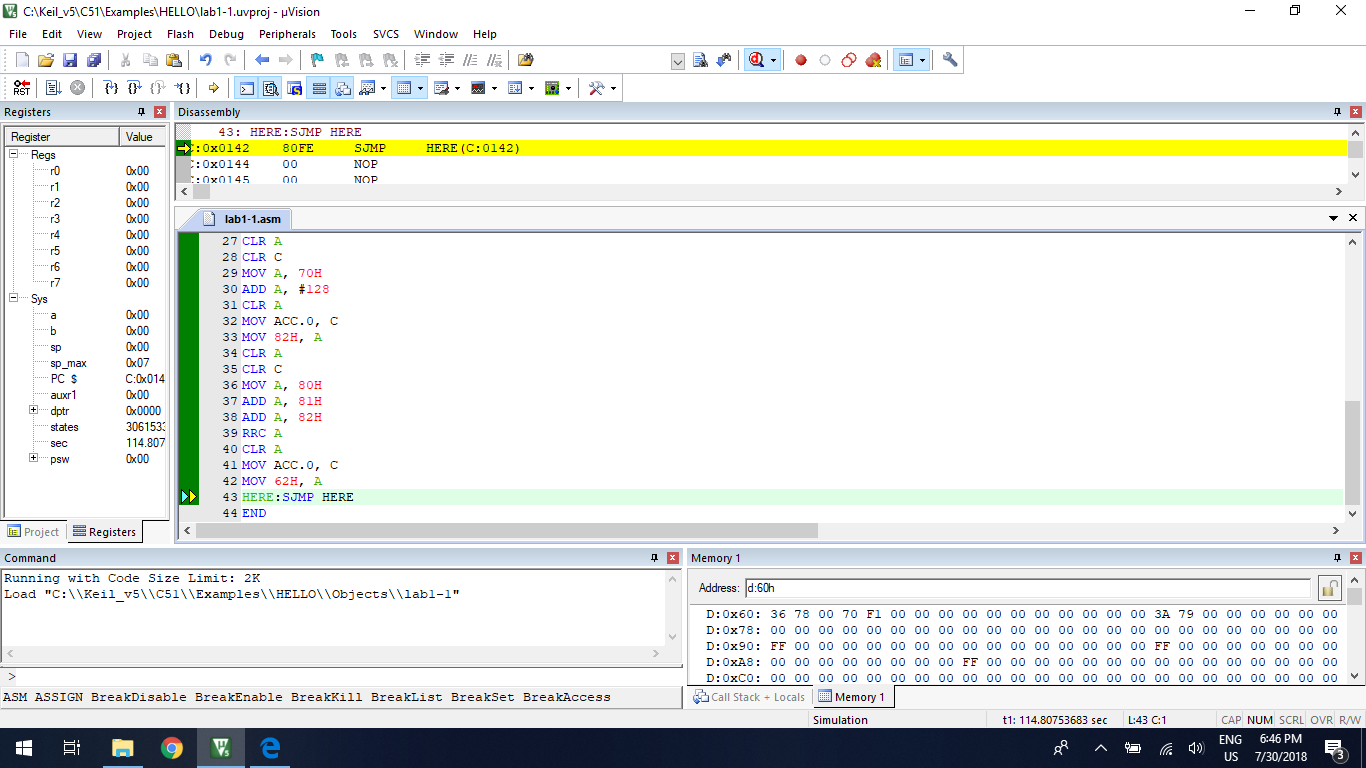 C:\Keil_v5\C51\Examples\HELLO\lab1-1.uvproj - µVision
File Edit View Project Flash Debug Peripherals Tools SVCS Window Help
Registers
Register Value
Regs
r0 0x00
r1 0x00
r2 0x00
r3 0x00
r4 0x00
r5 0x00
r6 0x00
r7 0x00
Sys
a 0x00
b 0x00
sp 0x00
sp_max 0x07
PC $ C:0x014
auxr1 0x00
dptr 0x0000
states 3061533
sec 114.807
psw 0x00
Project Registers
Disassembly
43: HERE:SJMP HERE
C:0x0142 80FE SJMP HERE(C:0142)
C:0x0144 00 NOP
C:0x0145 00 NOP
lab1-1.asm
27 CLR A
28 CLR C
29 MOV A, 70H
30 ADD A, #128
31 CLR A
32 MOV ACC.0, C
33 MOV 82H, A
34 CLR A
35 CLR C
36 MOV A, 80H
37 ADD A, 81H
38 ADD A, 82H
39 RRC A
40 CLR A
41 MOV ACC.0, C
42 MOV 62H, A
43 HERE:SJMP HERE
44 END
Command
Running with Code Size Limit: 2K
Load "C:\\Keil_v5\\C51\\Examples\\HELLO\\Objects\\lab1-1"
>
ASM ASSIGN BreakDisable BreakEnable BreakKill BreakList BreakSet BreakAccess
Memory 1
Address: d:60h
D:0x60: 36 78 00 70 F1 00 00 00 00 00 00 00 00 00 00 00 3A 79 00 00 00 00 00 00
D:0x78: 00 00 00 00 00 00 00 00 00 00 00 00 00 00 00 00 00 00 00 00 00 00 00 00
D:0x90: FF 00 00 00 00 00 00 00 00 00 00 00 00 00 00 00 FF 00 00 00 00 00 00 00
D:0xA8: 00 00 00 00 00 00 00 00 FF 00 00 00 00 00 00 00 00 00 00 00 00 00 00 00
D:0xC0: 00 00 00 00 00 00 00 00 00 00 00 00 00 00 00 00 00 00 00 00 00 00 00 00
Call Stack + Locals Memory 1
Simulation t1: 114.80753683 sec L:43 C:1 CAP NUM SCRL OVR R/W
ENG
US
6:46 PM
7/30/2018
3